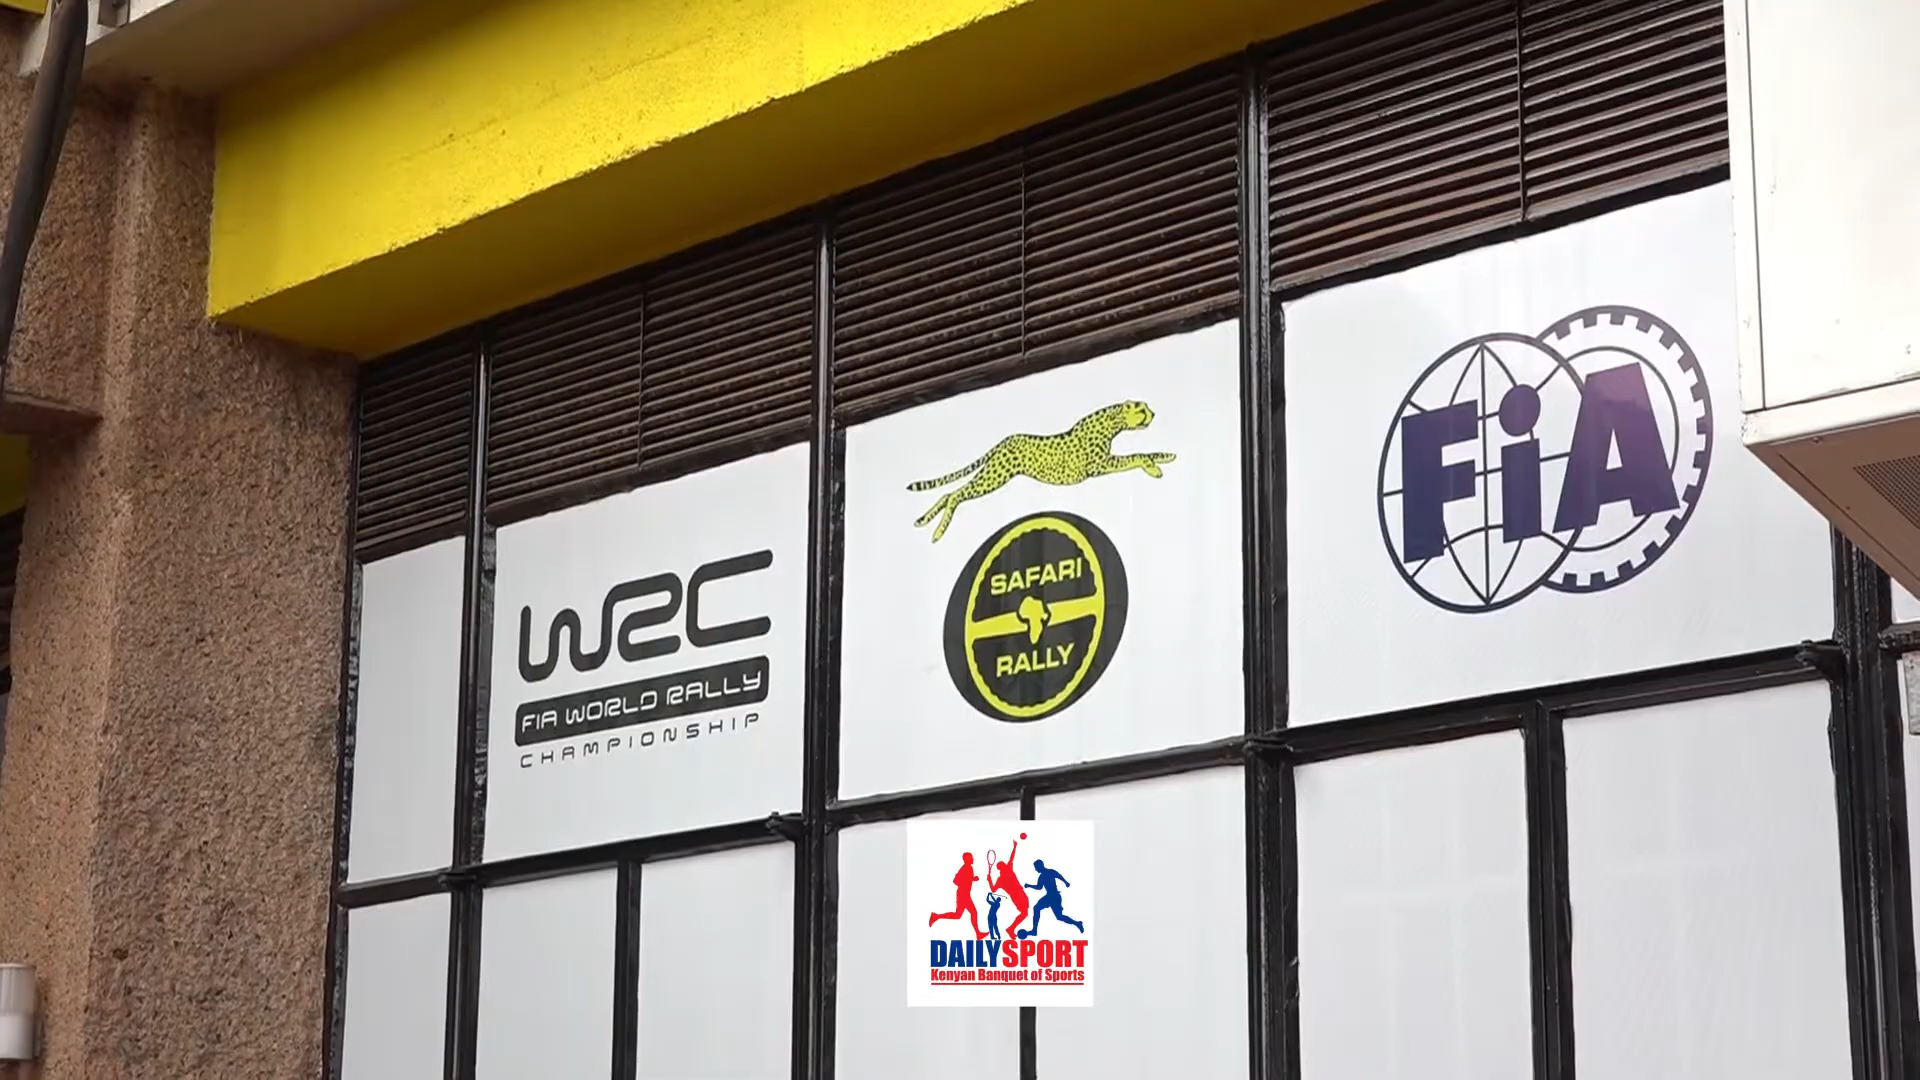 WRC
FIA WORLD RALLY
CHAMPIONSHIP
SAFARI
RALLY
FiA
DAILYSPORT
Kenyan Banquet of Sports